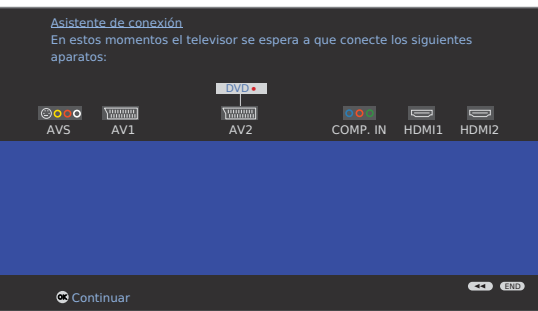 Asistente de conexión
En estos momentos el televisor se espera a que conecte los siguientes
aparatos:
DVD
AVS AV1 AV2 COMP. IN HDMI1 HDMI2
END
OK Continuar